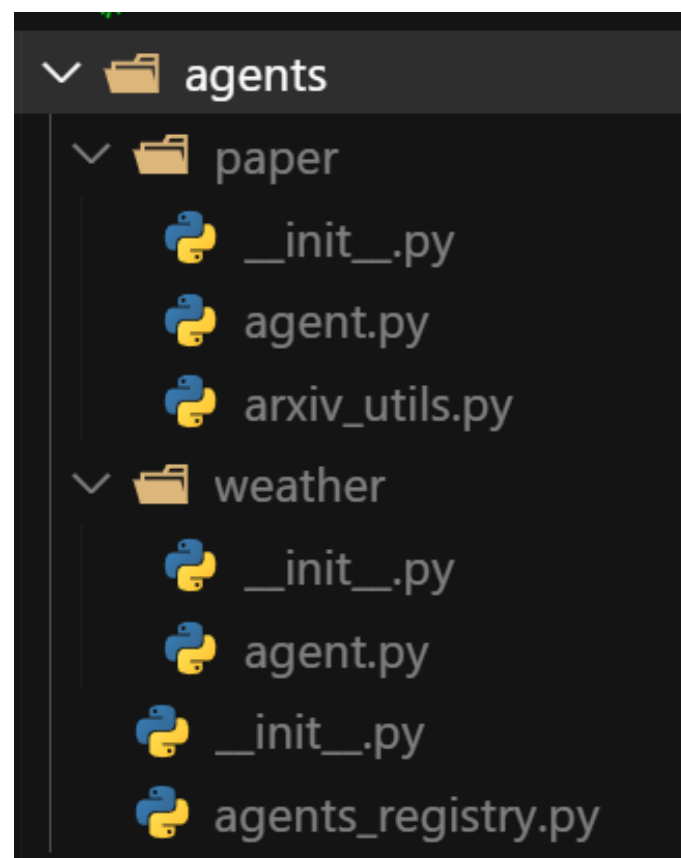 agents
paper
__init__.py
agent.py
arxiv_utils.py
weather
__init__.py
agent.py
__init__.py
agents_registry.py